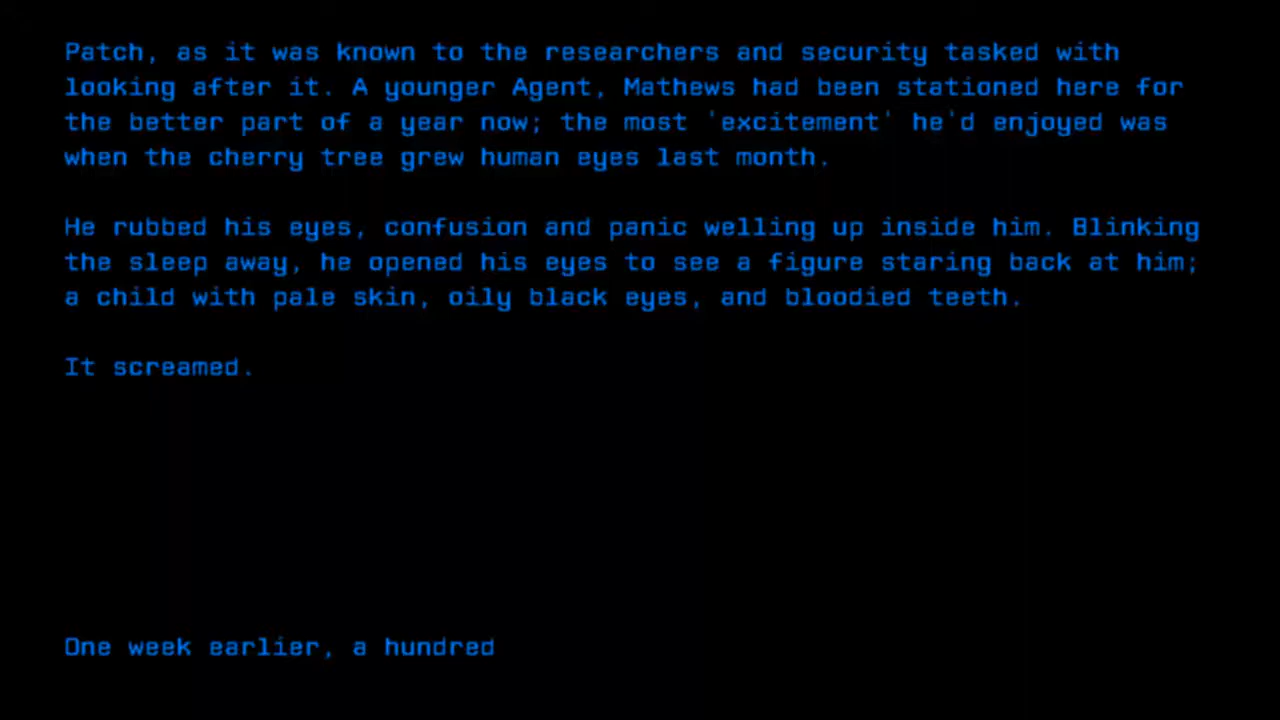 Patch, as it was known to the researchers and security tasked with
looking after it. A younger Agent, Mathews had been stationed here for
the better part of a year now; the most 'excitement' he'd enjoyed was
when the cherry tree grew human eyes last month.
He rubbed his eyes, confusion and panic welling up inside him. Blinking
the sleep away, he opened his eyes to see a figure staring back at him;
a child with pale skin, oily black eyes, and bloodied teeth.
It screamed.
One week earlier, a hundred